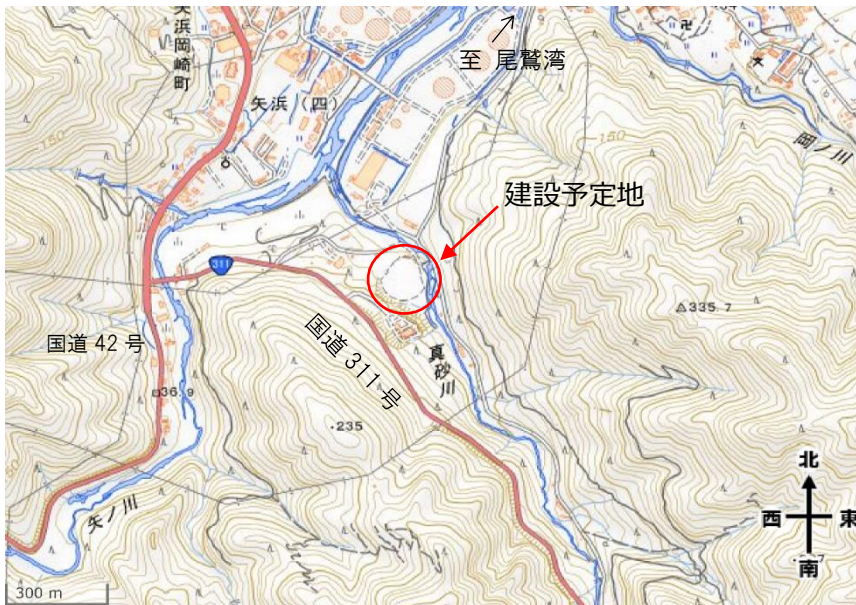 矢浜岡崎町
至 尾鷲湾
矢浜(四)
岡ノ川
150
150
建設予定地
311
335.7
国道 42 号
国道 311 号
真砂川
36.9
235
矢ノ川
北
西
東
南
300 m